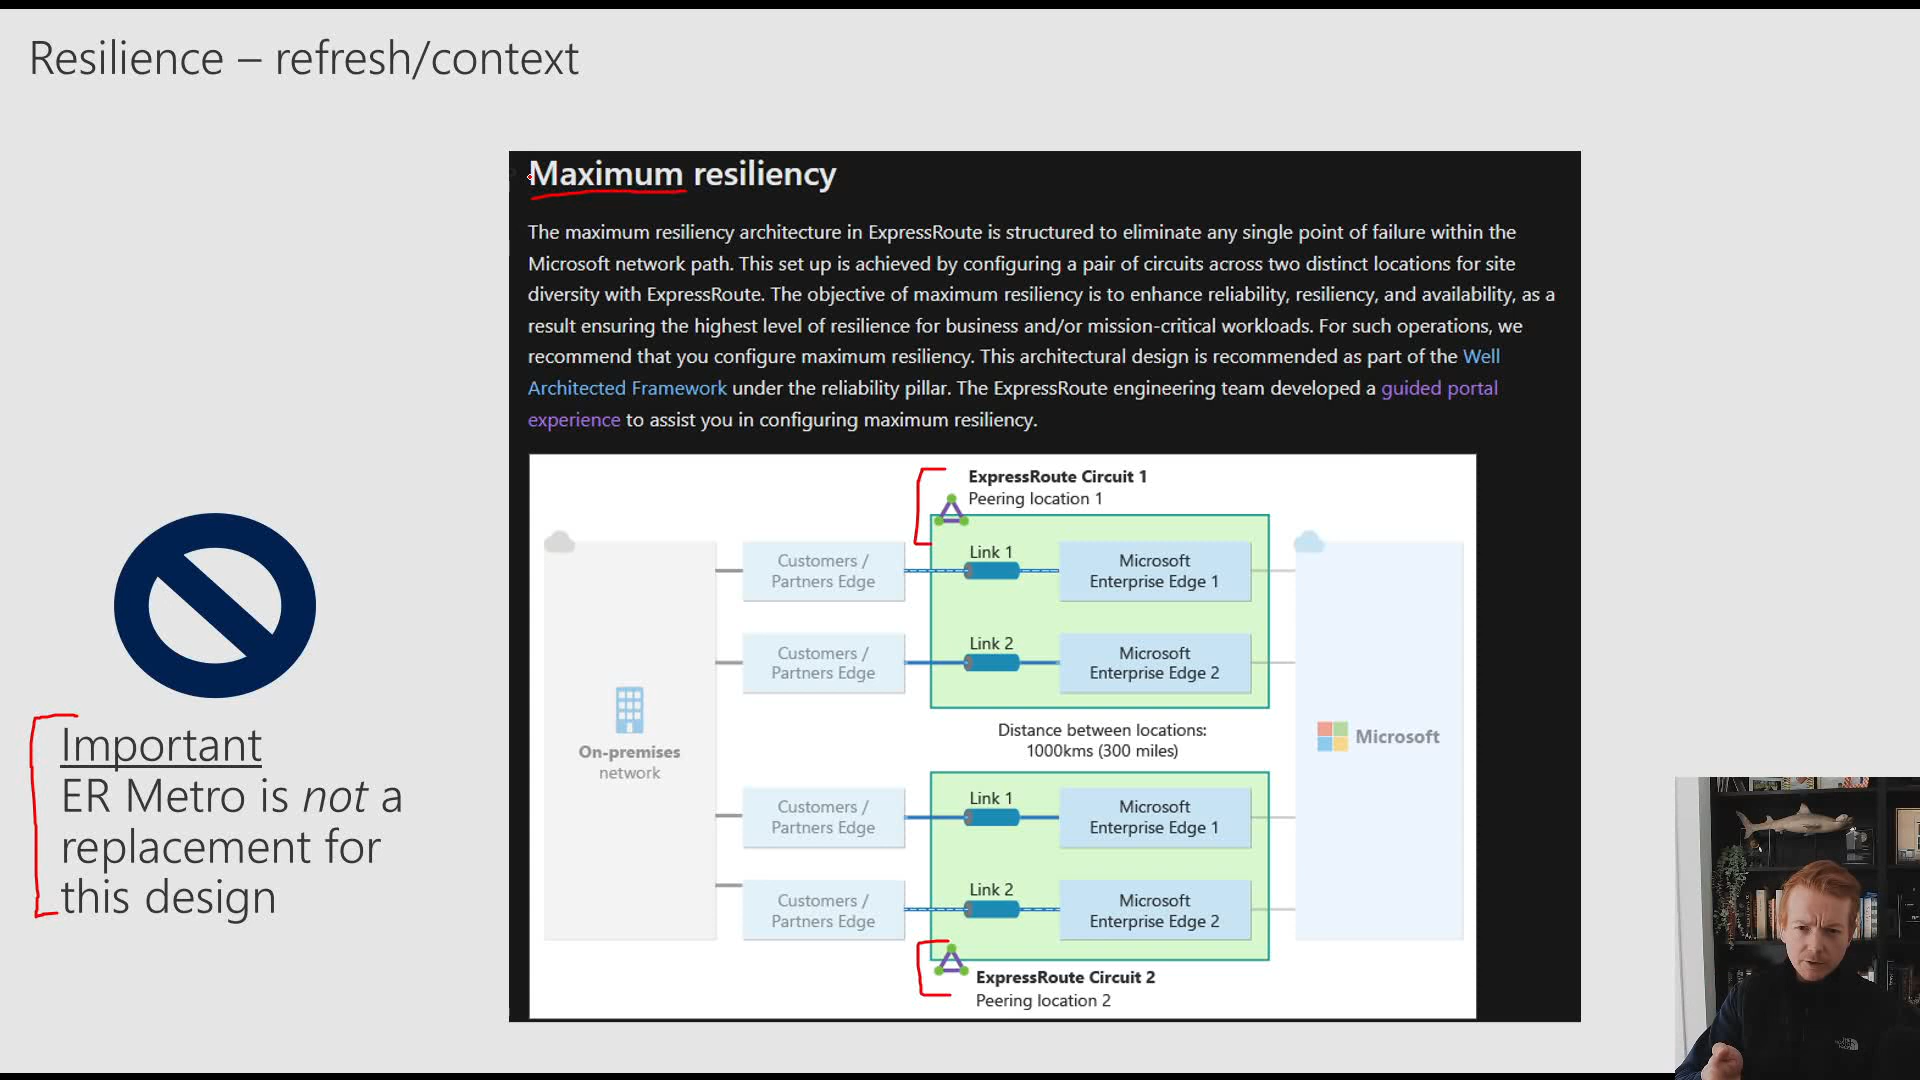 Resilience – refresh/context
Maximum resiliency
The maximum resiliency architecture in ExpressRoute is structured to eliminate any single point of failure within the
Microsoft network path. This set up is achieved by configuring a pair of circuits across two distinct locations for site
diversity with ExpressRoute. The objective of maximum resiliency is to enhance reliability, resiliency, and availability, as a
result ensuring the highest level of resilience for business and/or mission-critical workloads. For such operations, we
recommend that you configure maximum resiliency. This architectural design is recommended as part of the Well
Architected Framework under the reliability pillar. The ExpressRoute engineering team developed a guided portal
experience to assist you in configuring maximum resiliency.
ExpressRoute Circuit 1
Peering location 1
Customers /
Partners Edge
Link 1
Microsoft
Enterprise Edge 1
Customers /
Partners Edge
Link 2
Microsoft
Enterprise Edge 2
On-premises
network
Distance between locations:
1000kms (300 miles)
Microsoft
Customers /
Partners Edge
Link 1
Microsoft
Enterprise Edge 1
Customers /
Partners Edge
Link 2
Microsoft
Enterprise Edge 2
ExpressRoute Circuit 2
Peering location 2
Important
ER Metro is not a
replacement for
this design